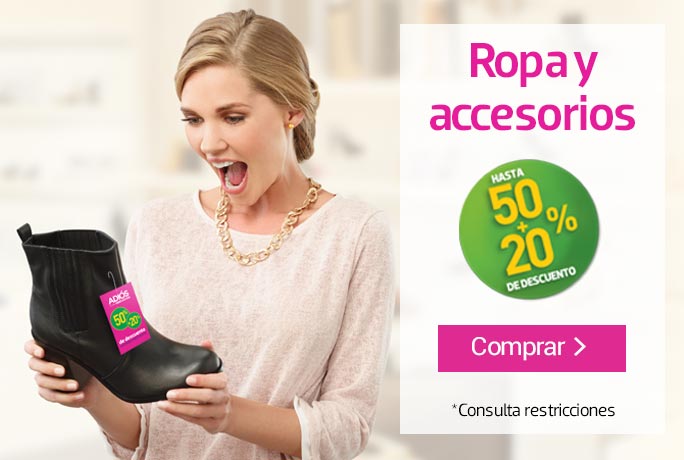 Ropa y
accesorios
HASTA
50
+
20
%
DE DESCUENTO
Comprar >
*Consulta restricciones
ADIÓS
50%
+20%
de descuento